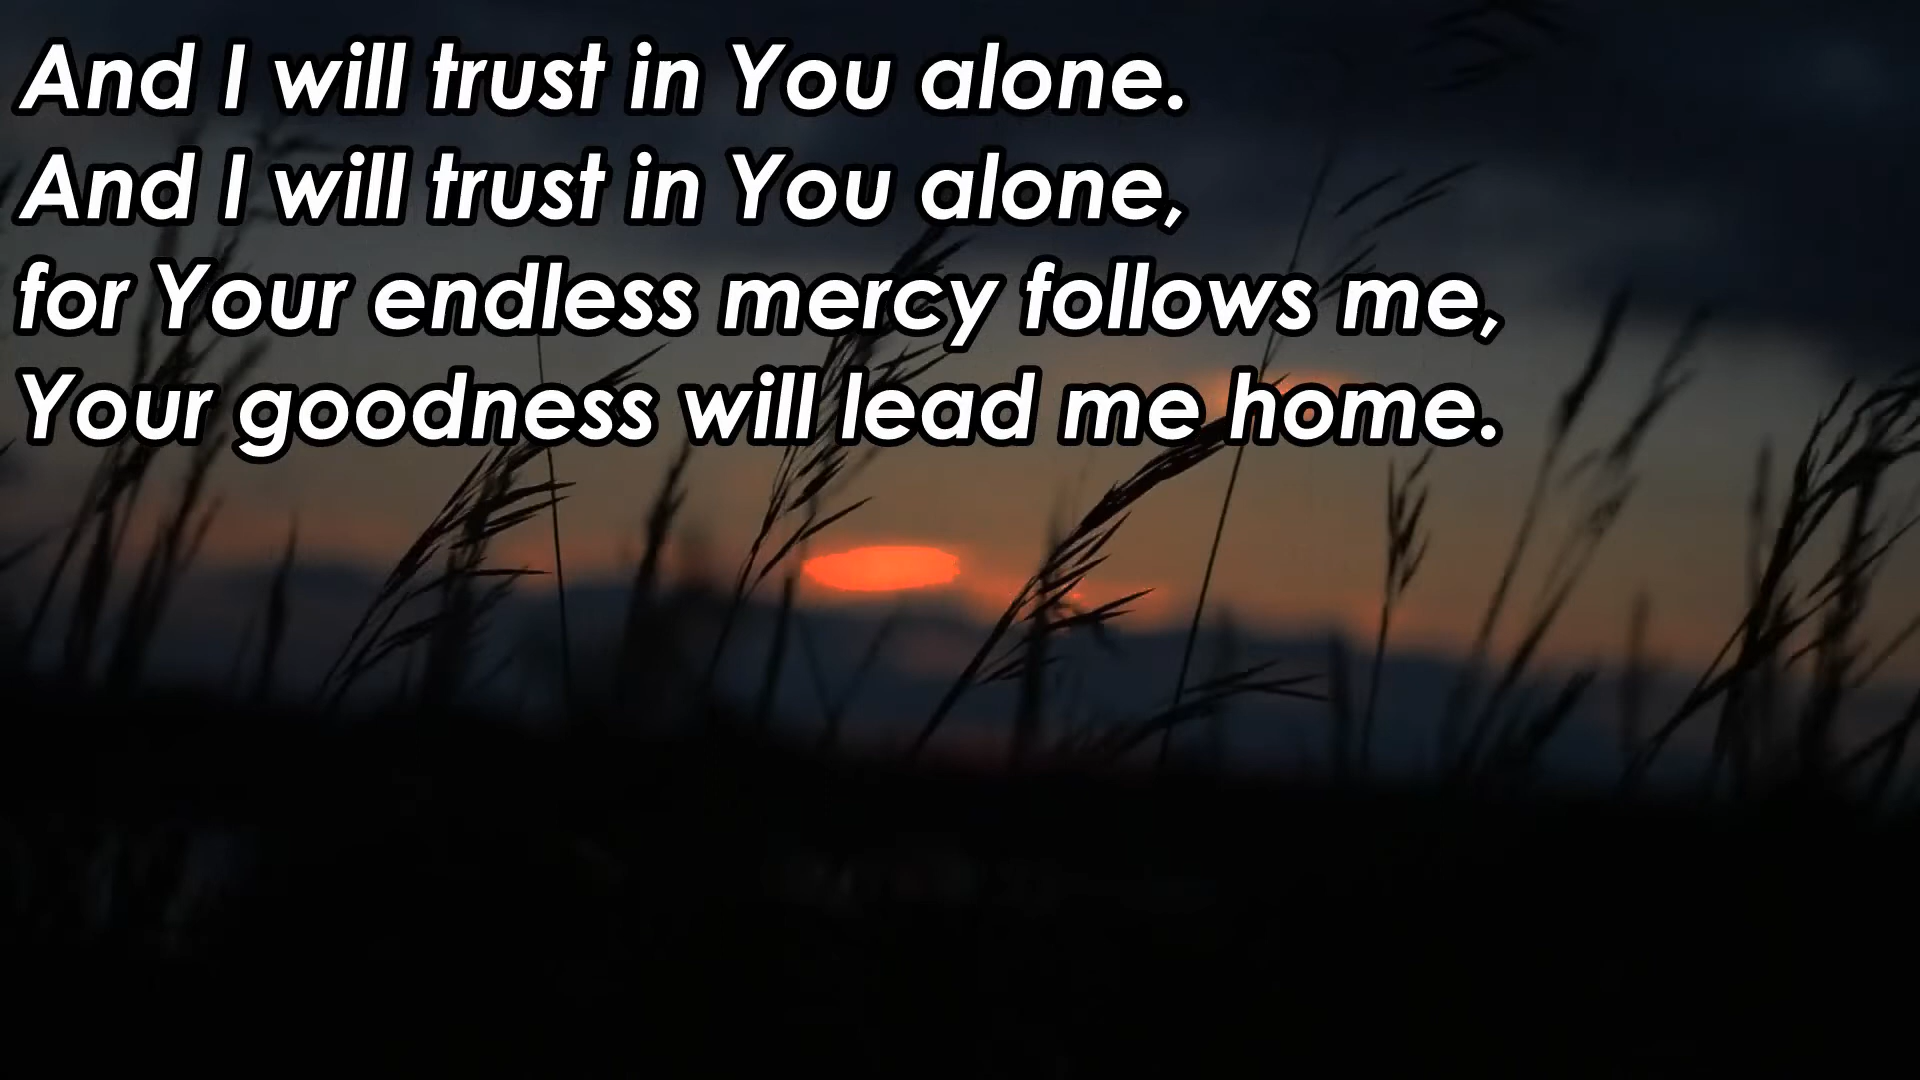 And I will trust in You alone.
And I will trust in You alone,
for Your endless mercy follows me,
Your goodness will lead me home.